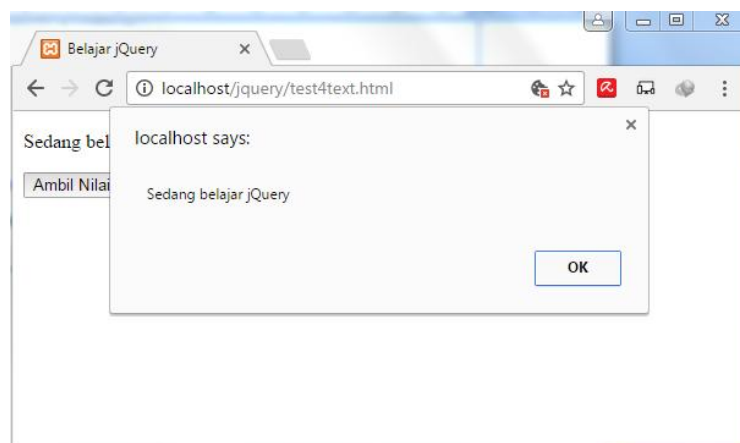 Belajar jQuery
localhost/jquery/test4text.html
Sedang bel
localhost says:
Ambil Nilai
Sedang belajar jQuery
OK